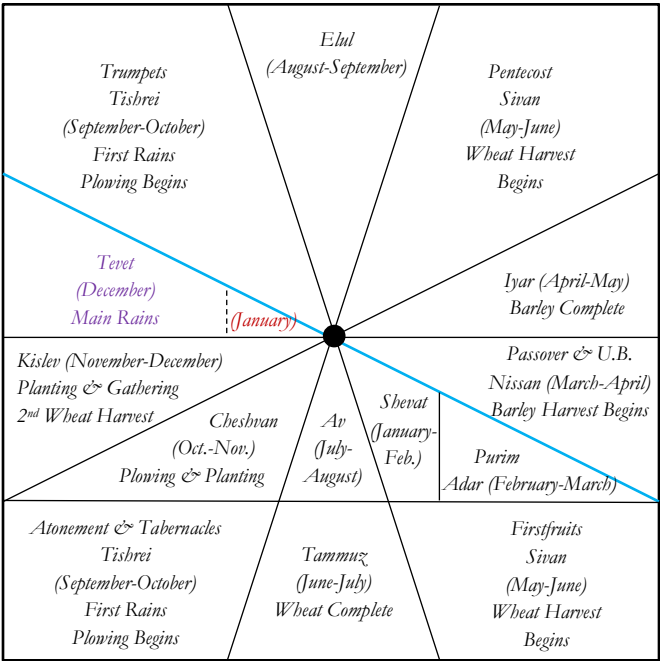 Elul
(August-September)
Trumpets
Tishrei
(September-October)
First Rains
Plowing Begins
Pentecost
Sivan
(May-June)
Wheat Harvest
Begins
Tevet
(December)
Main Rains
(January)
Iyar (April-May)
Barley Complete
Kislev (November-December)
Planting & Gathering
2nd Wheat Harvest
Passover & U.B.
Nissan (March-April)
Barley Harvest Begins
Cheshvan
(Oct.-Nov.)
Plowing & Planting
Av
(July-
August)
Shevat
(January-
Feb.)
Purim
Adar (February-March)
Atonement & Tabernacles
Tishrei
(September-October)
First Rains
Plowing Begins
Tammuz
(June-July)
Wheat Complete
Firstfruits
Sivan
(May-June)
Wheat Harvest
Begins